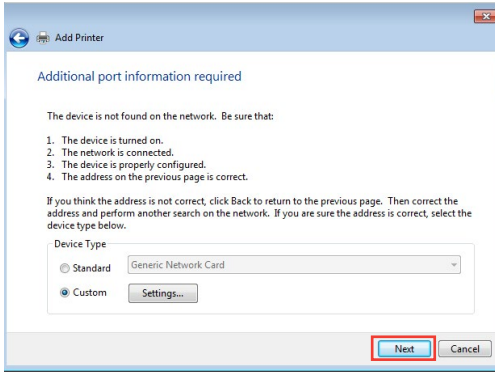 Add Printer
Additional port information required
The device is not found on the network. Be sure that:
1. The device is turned on.
2. The network is connected.
3. The device is properly configured.
4. The address on the previous page is correct.
If you think the address is not correct, click Back to return to the previous page. Then correct the
address and perform another search on the network. If you are sure the address is correct, select the
device type below.
Device Type
Standard Generic Network Card
Custom Settings...
Next Cancel